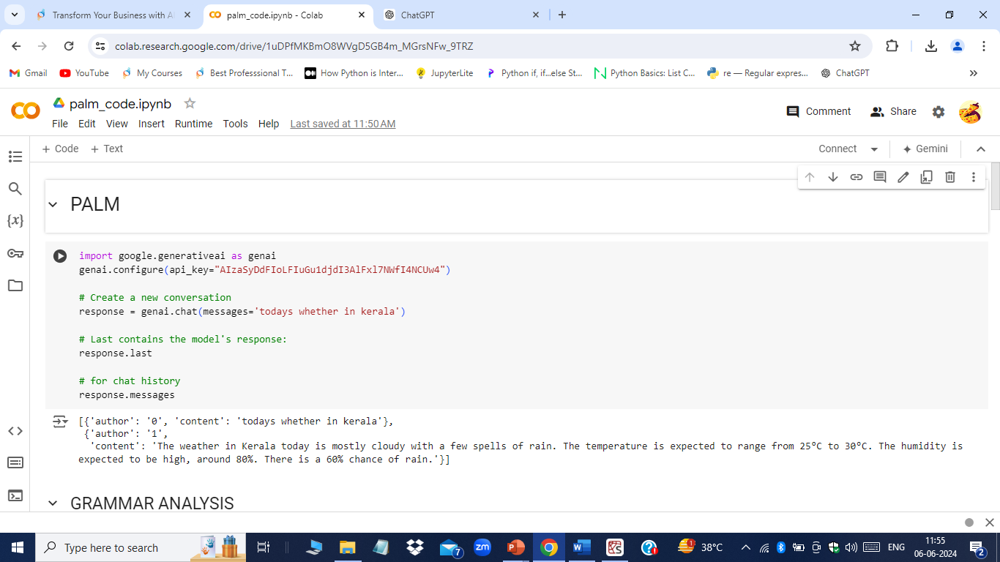 Transform Your Business with A
palm_code.ipynb - Colab
ChatGPT
colab.research.google.com/drive/1uDPfMKBmO8WVgD5GB4m_MGrsNFw_9TRZ
Gmail
YouTube
My Courses
Best Professsional T...
How Python is Inter...
JupyterLite
Python if, if...else St...
Python Basics: List C...
re — Regular expres...
ChatGPT
palm_code.ipynb
Comment
Share
File Edit View Insert Runtime Tools Help Last saved at 11:50 AM
+ Code + Text
Connect
Gemini
PALM
import google.generativeai as genai
genai.configure(api_key="AIzaSyDdFIoLFIuGu1djdI3AlFxl7NWfI4NCUw4")
# Create a new conversation
response = genai.chat(messages='todays whether in kerala')
# Last contains the model's response:
response.last
# for chat history
response.messages
[{'author': '0', 'content': 'todays whether in kerala'},
{'author': '1',
'content': 'The weather in Kerala today is mostly cloudy with a few spells of rain. The temperature is expected to range from 25°C to 30°C. The humidity is
expected to be high, around 80%. There is a 60% chance of rain.'}]
GRAMMAR ANALYSIS
Type here to search
7
zm
1
38°C
ENG
11:55
06-06-2024
2